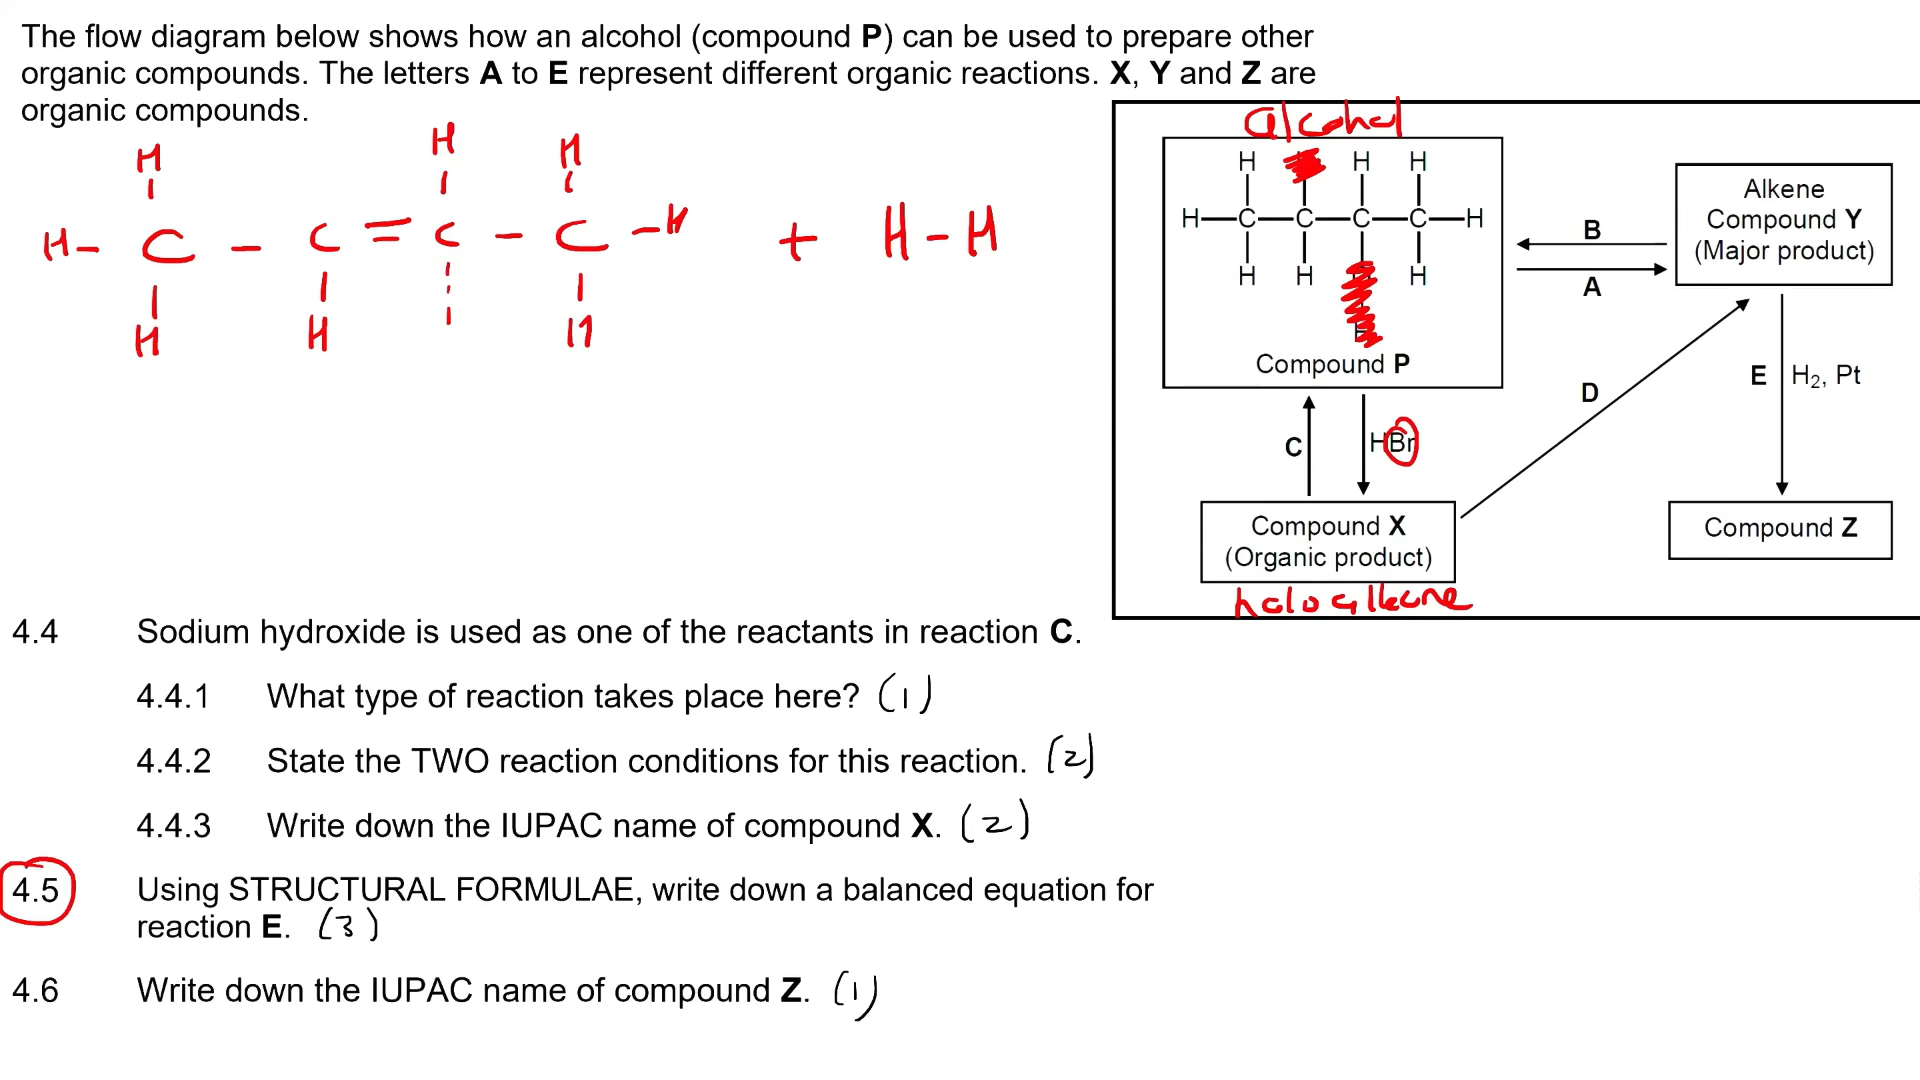 The flow diagram below shows how an alcohol (compound P) can be used to prepare other
organic compounds. The letters A to E represent different organic reactions. X, Y and Z are
organic compounds.
H H H
H - C - C = C - C - H + H - H
H H H
alcohol
H H H
H—C—C—C—C—H
H H H
Compound P
Alkene
Compound Y
(Major product)
B
A
E H₂, Pt
D
C HBr
Compound X
(Organic product)
haloalkane
Compound Z
4.4 Sodium hydroxide is used as one of the reactants in reaction C.
4.4.1 What type of reaction takes place here? (1)
4.4.2 State the TWO reaction conditions for this reaction. (2)
4.4.3 Write down the IUPAC name of compound X. (2)
4.5 Using STRUCTURAL FORMULAE, write down a balanced equation for
reaction E. (3)
4.6 Write down the IUPAC name of compound Z. (1)